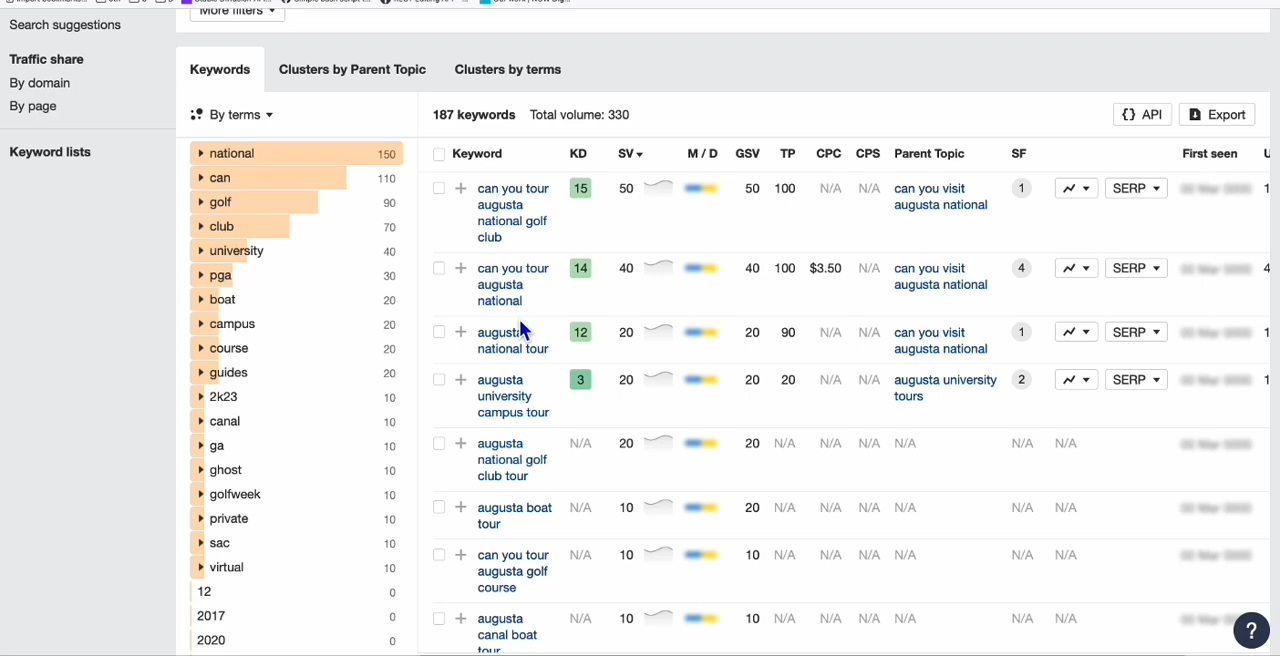 More filters
Search suggestions
Traffic share
By domain
By page
Keyword lists
Keywords Clusters by Parent Topic Clusters by terms
By terms
187 keywords Total volume: 330
{} API Export
national 150
can 110
golf 90
club 70
university 40
pga 30
boat 20
campus 20
course 20
guides 20
2k23 10
canal 10
ga 10
ghost 10
golfweek 10
private 10
sac 10
virtual 10
12 0
2017 0
2020 0
Keyword KD SV M / D GSV TP CPC CPS Parent Topic SF First seen U
can you tour 15 50 50 100 N/A N/A can you visit 1 SERP 1
augusta augusta national
national golf
club
can you tour 14 40 40 100 $3.50 N/A can you visit 4 SERP 4
augusta augusta national
national
augusta 12 20 20 90 N/A N/A can you visit 1 SERP 1
national tour augusta national
augusta 3 20 20 20 N/A N/A augusta university 2 SERP 1
university tours
campus tour
augusta N/A 20 20 N/A N/A N/A N/A N/A N/A
national golf
club tour
augusta boat N/A 10 20 N/A N/A N/A N/A N/A N/A
tour
can you tour N/A 10 10 N/A N/A N/A N/A N/A N/A
augusta golf
course
augusta N/A 10 10 N/A N/A N/A N/A N/A N/A
canal boat
tour
?